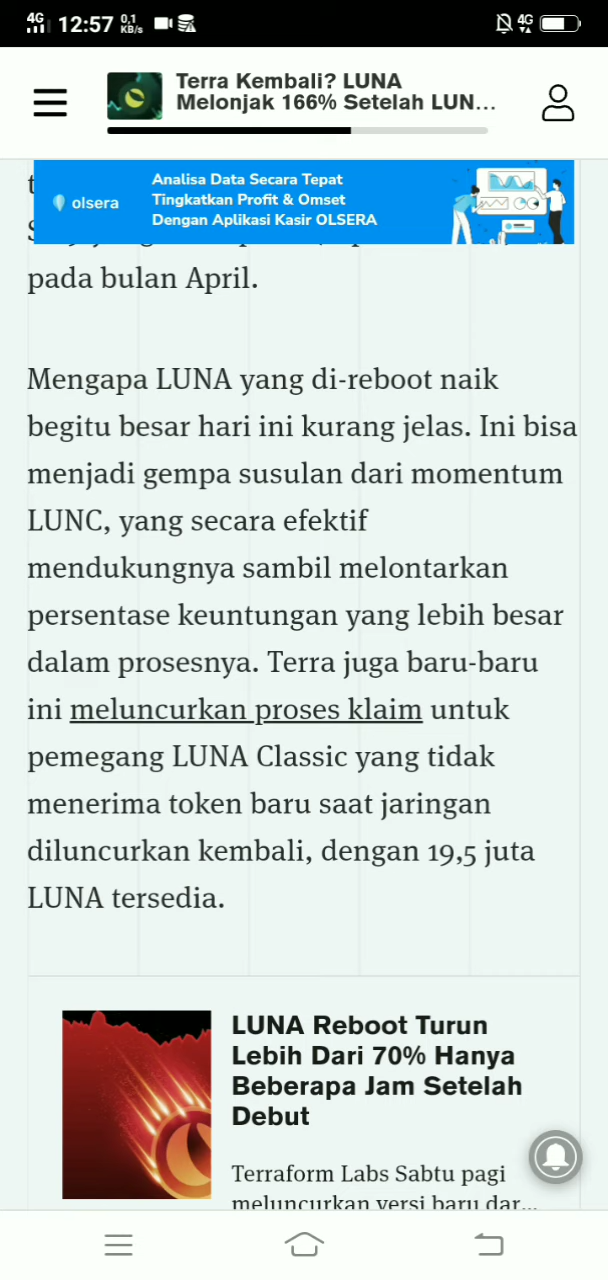 4G 12:57 0,1 KB/s 4G
Terra Kembali? LUNA
Melonjak 166% Setelah LUN...
olsera
Analisa Data Secara Tepat
Tingkatkan Profit & Omset
Dengan Aplikasi Kasir OLSERA
pada bulan April.
Mengapa LUNA yang di-reboot naik
begitu besar hari ini kurang jelas. Ini bisa
menjadi gempa susulan dari momentum
LUNC, yang secara efektif
mendukungnya sambil melontarkan
persentase keuntungan yang lebih besar
dalam prosesnya. Terra juga baru-baru
ini meluncurkan proses klaim untuk
pemegang LUNA Classic yang tidak
menerima token baru saat jaringan
diluncurkan kembali, dengan 19,5 juta
LUNA tersedia.
LUNA Reboot Turun
Lebih Dari 70% Hanya
Beberapa Jam Setelah
Debut
Terraform Labs Sabtu pagi
meluncurkan versi baru dar...